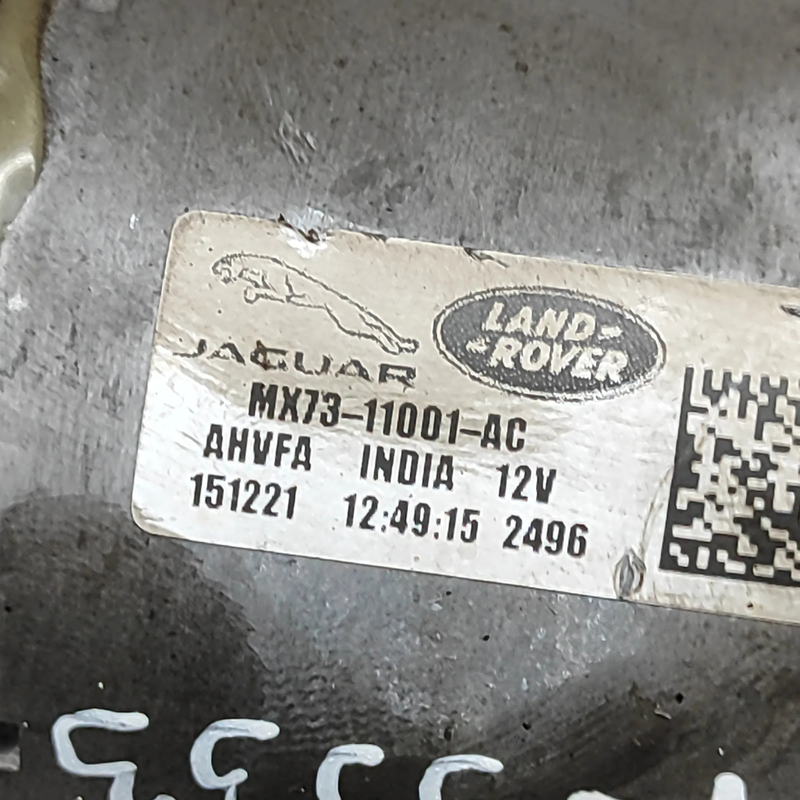 JAGUAR
LAND-
-ROVER
MX73-11001-AC
AHVFA INDIA 12V
151221 12:49:15 2496